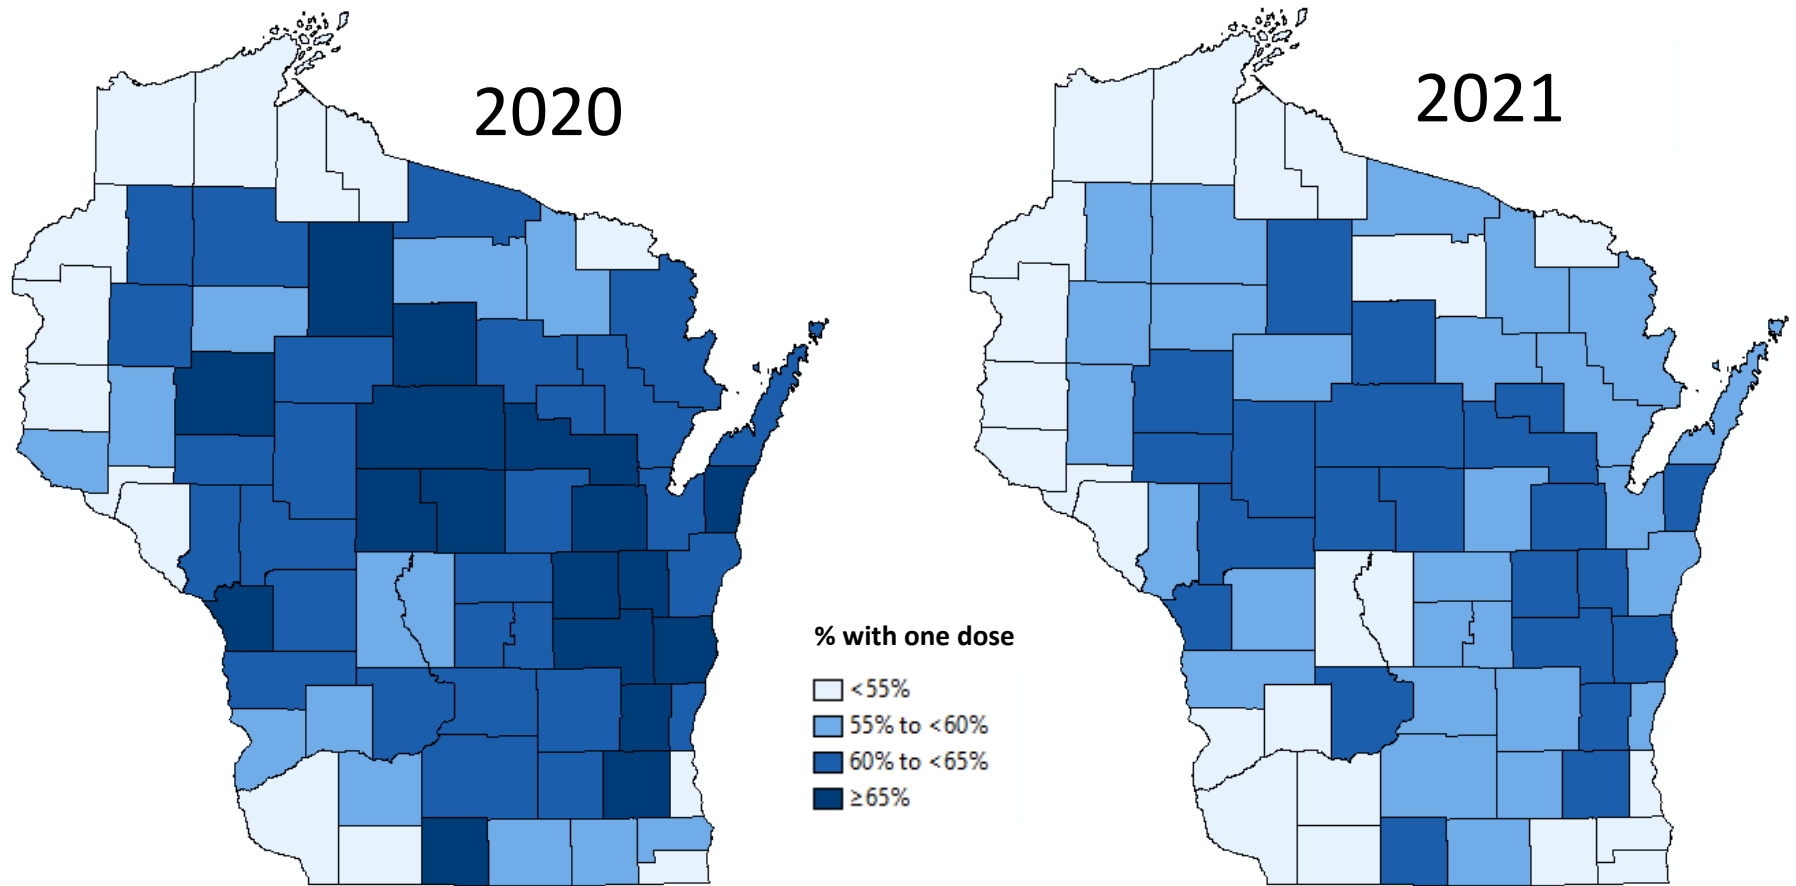 2020
2021
% with one dose
<55%
55% to <60%
60% to <65%
≥65%